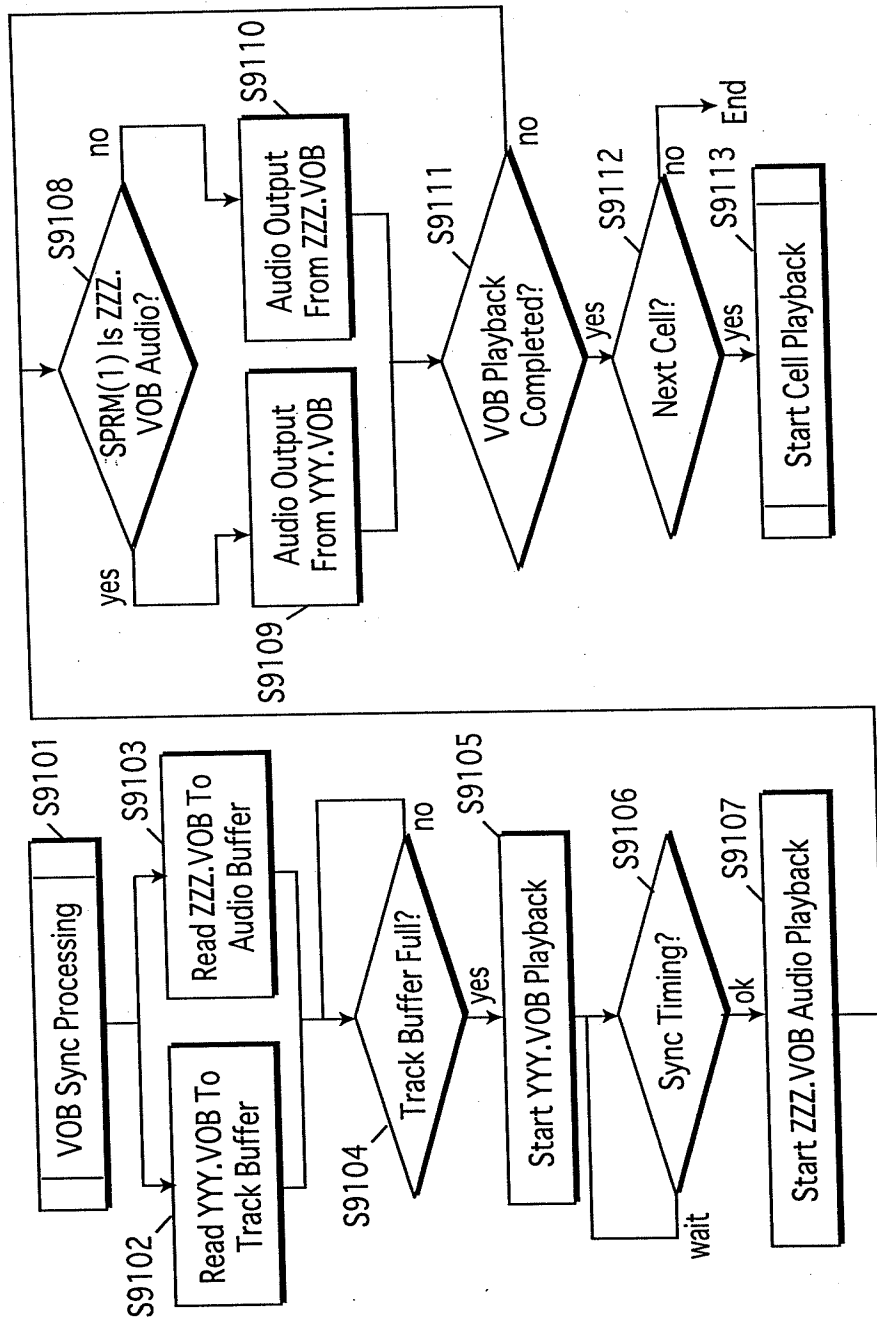 S9101
VOB Sync Processing
S9102
Read YYY.VOB To
Track Buffer
S9103
Read ZZZ.VOB To
Audio Buffer
S9104
Track Buffer Full?
no
yes
S9105
Start YYY.VOB Playback
S9106
Sync Timing?
wait
ok
S9107
Start ZZZ.VOB Audio Playback
S9108
SPRM(1) Is ZZZ.
VOB Audio?
yes
no
S9109
Audio Output
From YYY.VOB
S9110
Audio Output
From ZZZ.VOB
S9111
VOB Playback
Completed?
no
yes
S9112
Next Cell?
no
End
yes
S9113
Start Cell Playback